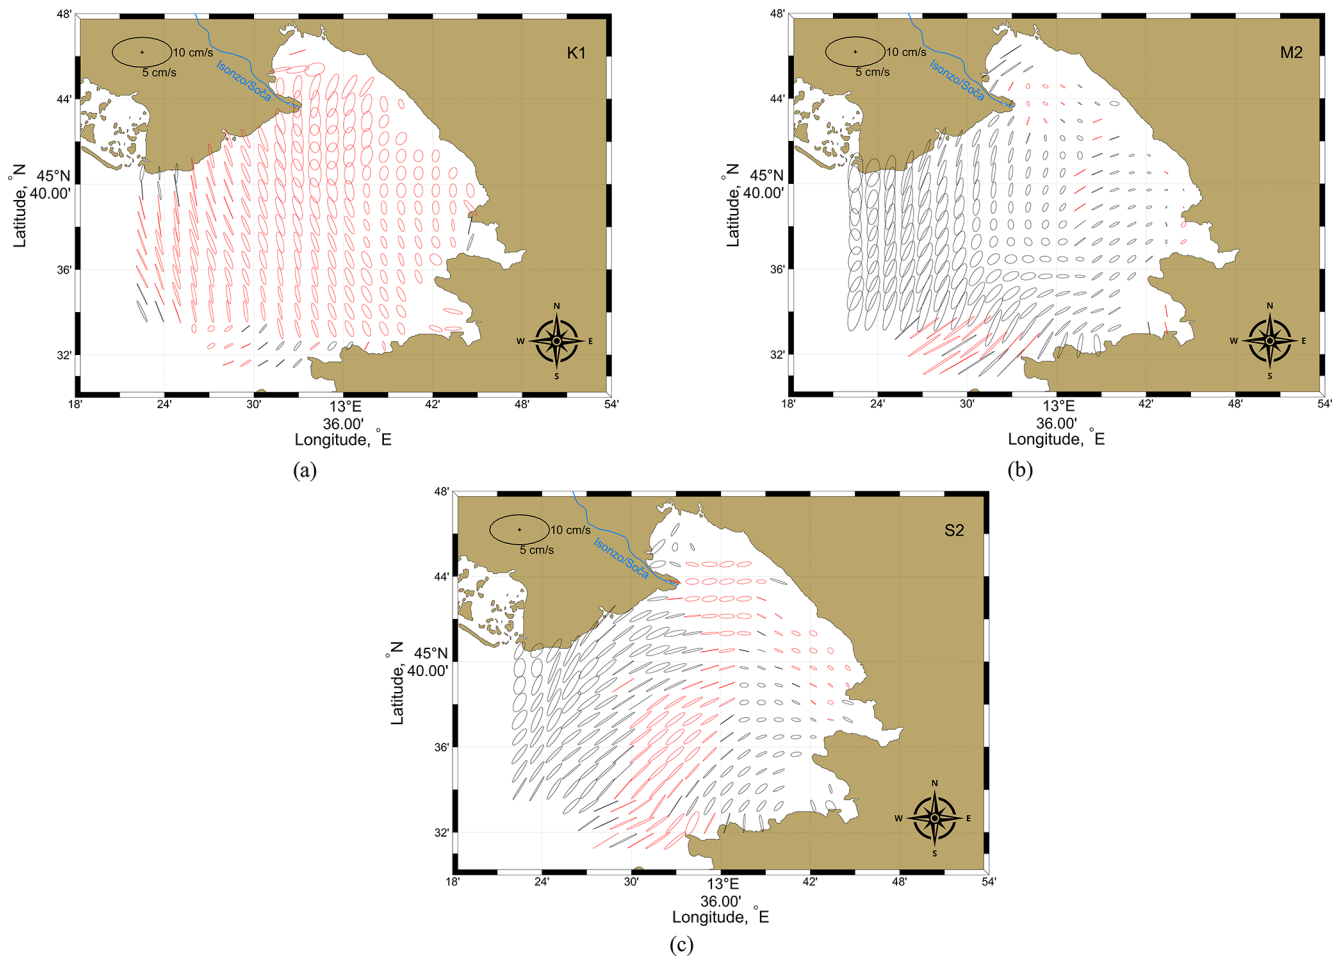 48'
10 cm/s
5 cm/s
K1
Isonzo/Soča
44'
45°N
40.00'
Latitude, °N
36'
32'
N
W
E
S
18'
24'
30'
13°E
36.00'
42'
48'
54'
Longitude, °E
(a)
48'
10 cm/s
5 cm/s
M2
Isonzo/Soča
44'
45°N
40.00'
Latitude, °N
36'
32'
N
W
E
S
18'
24'
30'
13°E
36.00'
42'
48'
54'
Longitude, °E
(b)
48'
10 cm/s
5 cm/s
S2
Isonzo/Soča
44'
45°N
40.00'
Latitude, °N
36'
32'
N
W
E
S
18'
24'
30'
13°E
36.00'
42'
48'
54'
Longitude, °E
(c)